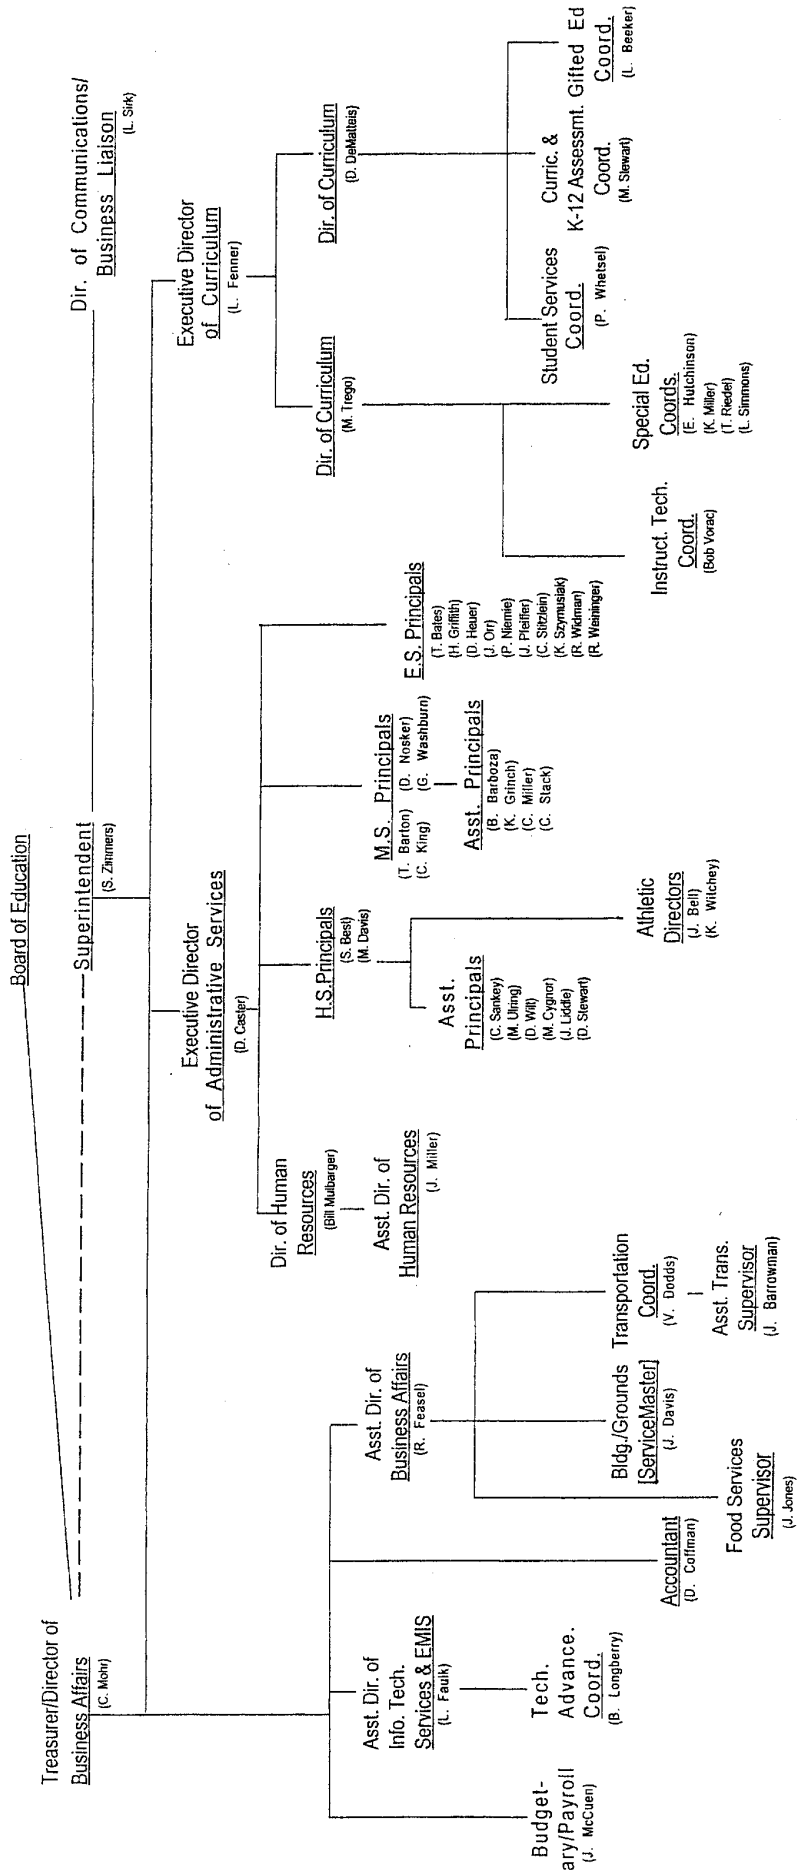 Board of Education
Superintendent
(S. Zimmers)
Dir. of Communications/
Business Liaison
(L. Sirk)
Treasurer/Director of
Business Affairs
(C. Mohr)
Executive Director
of Administrative Services
(D. Caster)
Executive Director
of Curriculum
(L. Fenner)
Asst. Dir. of
Info. Tech.
Services & EMIS
(L. Faulk)
Asst. Dir. of
Business Affairs
(R. Feasel)
Dir. of Human
Resources
(Bill Mulbarger)
Asst. Dir. of
Human Resources
(J. Miller)
H.S. Principals
(S. Best)
(M. Davis)
M.S. Principals
(T. Barton) (D. Nosker)
(C. King) (G. Washburn)
E.S. Principals
(T. Bates)
(H. Griffith)
(D. Heuer)
(J. Orr)
(P. Niemie)
(J. Pfeiffer)
(C. Stitzlein)
(K. Szymusiak)
(R. Widman)
(R. Weininger)
Dir. of Curriculum
(M. Trego)
Dir. of Curriculum
(D. DeMatteis)
Budget-
ary/Payroll
(J. McCuen)
Tech.
Advance.
Coord.
(B. Longberry)
Accountant
(D. Coffman)
Food Services
Supervisor
(J. Jones)
Bldg./Grounds
[ServiceMaster]
(J. Davis)
Transportation
Coord.
(V. Dodds)
Asst. Trans.
Supervisor
(J. Barrowman)
Asst.
Principals
(C. Sankey)
(M. Ulring)
(D. Wilt)
(M. Cygnor)
(J. Liddle)
(D. Stewart)
Athletic
Directors
(J. Bell)
(K. Witchey)
Asst. Principals
(B. Barboza)
(K. Grinch)
(C. Miller)
(C. Stack)
Instruct. Tech.
Coord.
(Bob Vorac)
Special Ed.
Coords.
(E. Hutchinson)
(K. Miller)
(T. Riedel)
(L. Simmons)
Student Services
Coord.
(P. Whetsel)
Curric. &
K-12 Assessmt.
Coord.
(M. Stewart)
Gifted Ed
Coord.
(L. Beeker)